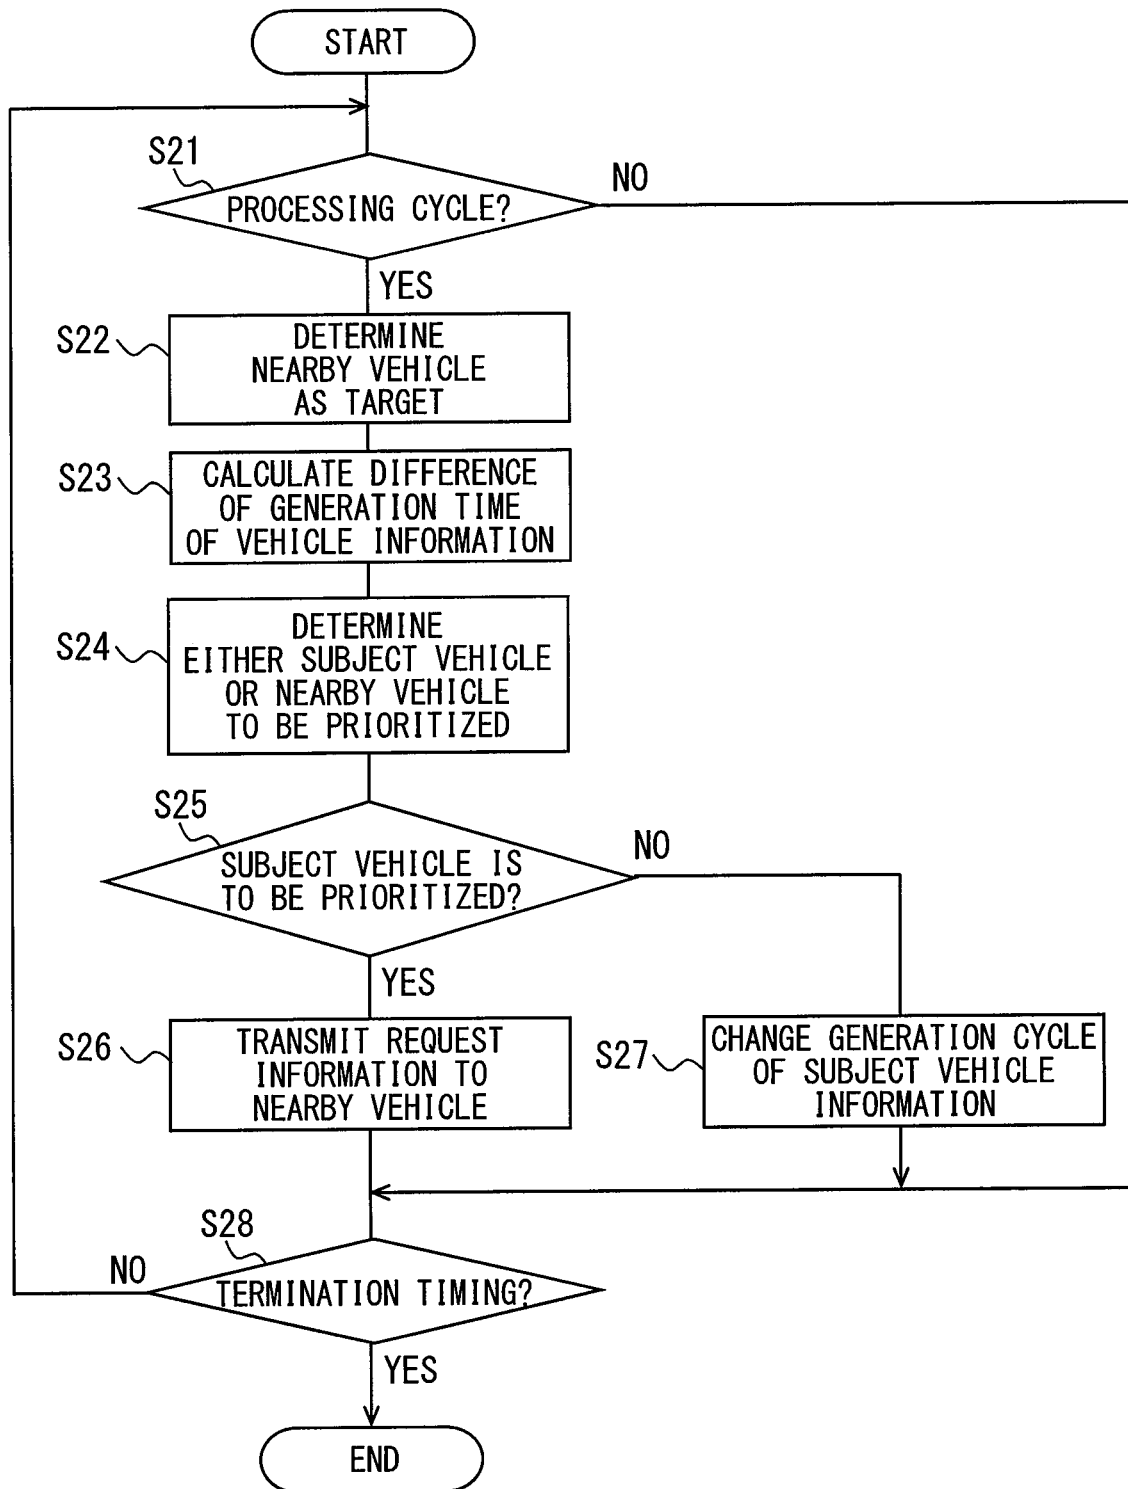 START
S21
PROCESSING CYCLE?
NO
YES
S22
DETERMINE
NEARBY VEHICLE
AS TARGET
S23
CALCULATE DIFFERENCE
OF GENERATION TIME
OF VEHICLE INFORMATION
S24
DETERMINE
EITHER SUBJECT VEHICLE
OR NEARBY VEHICLE
TO BE PRIORITIZED
S25
SUBJECT VEHICLE IS
TO BE PRIORITIZED?
NO
YES
S26
TRANSMIT REQUEST
INFORMATION TO
NEARBY VEHICLE
S27
CHANGE GENERATION CYCLE
OF SUBJECT VEHICLE
INFORMATION
S28
NO
TERMINATION TIMING?
YES
END